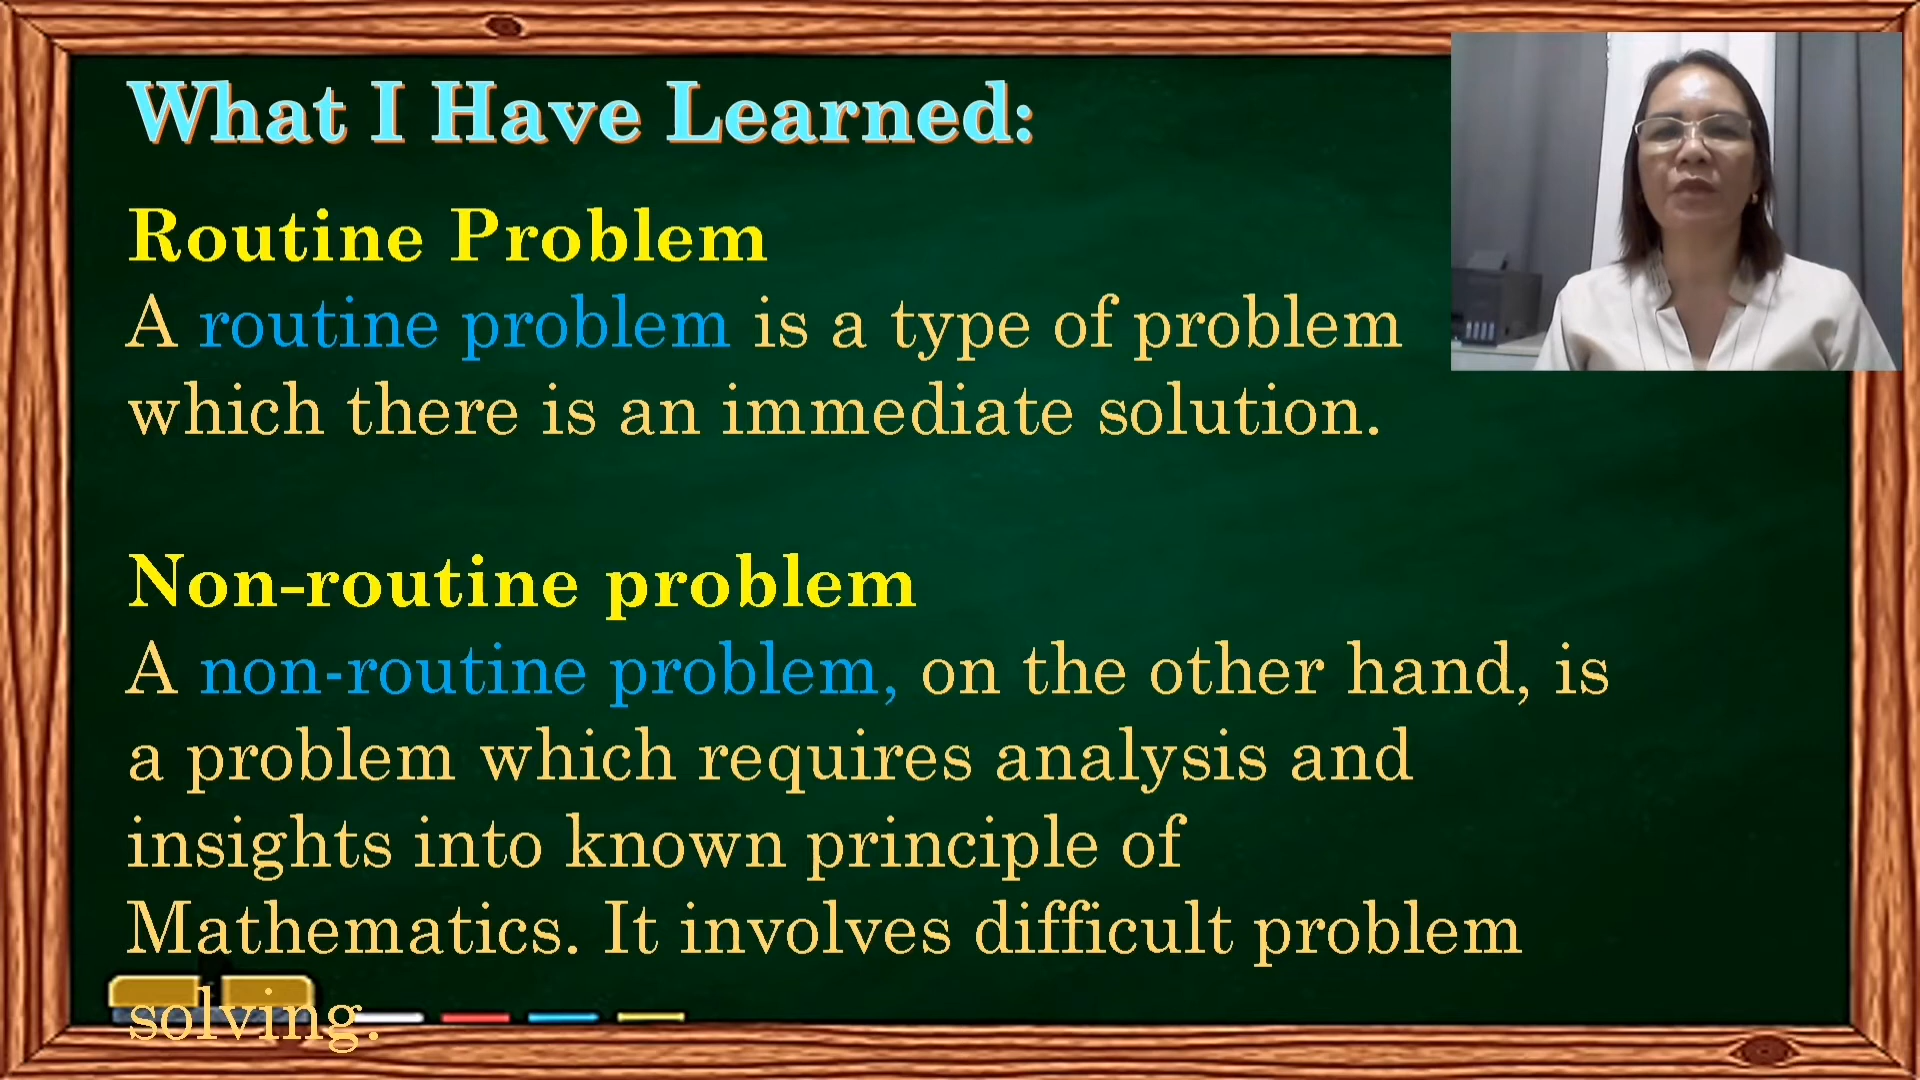 What I Have Learned:
Routine Problem
A routine problem is a type of problem
which there is an immediate solution.
Non-routine problem
A non-routine problem, on the other hand, is
a problem which requires analysis and
insights into known principle of
Mathematics. It involves difficult problem
solving.